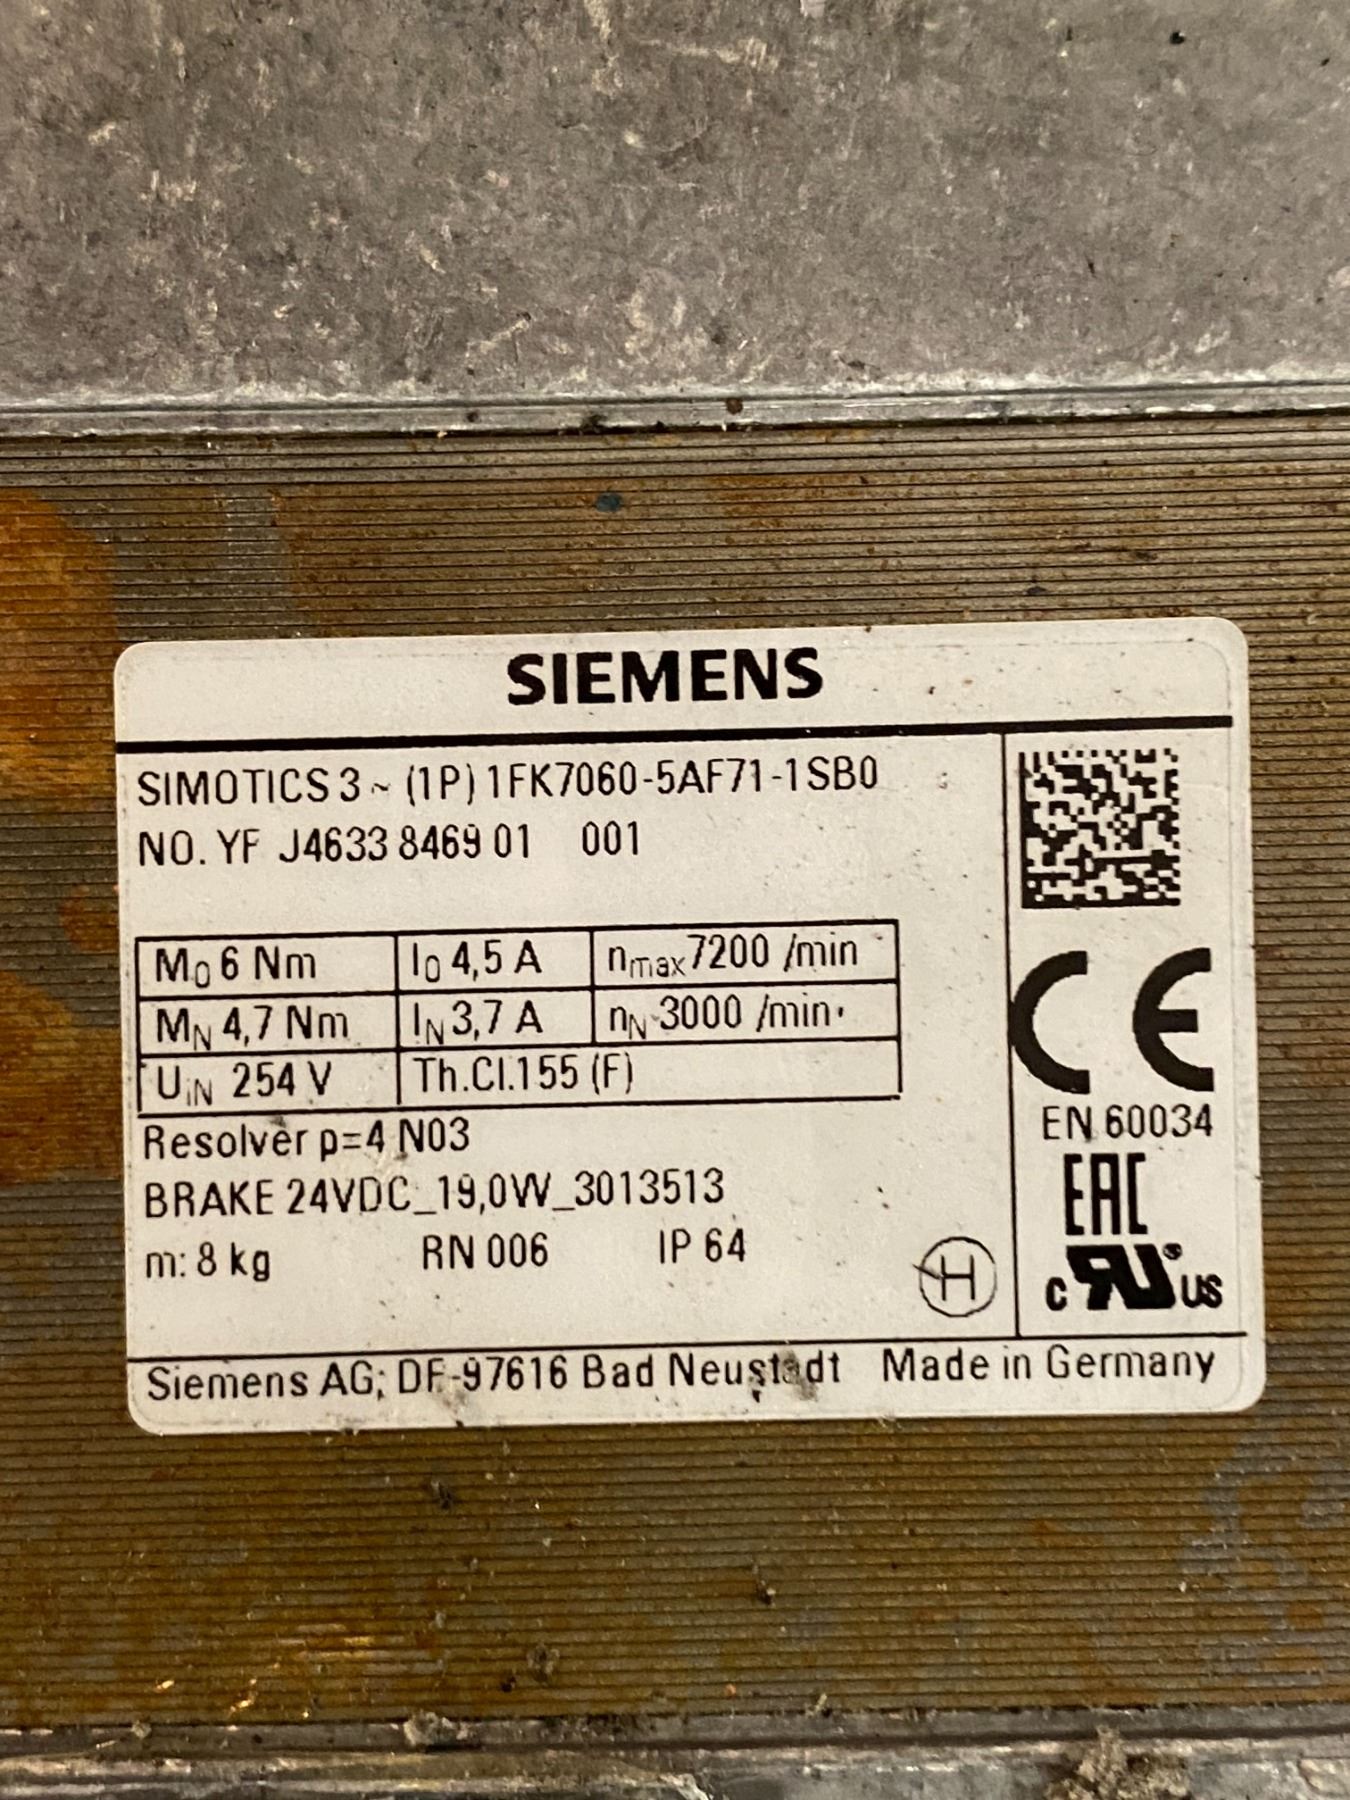 SIEMENS
SIMOTICS 3 ~ (1P) 1FK7060-5AF71-1SB0
NO. YF J4633 8469 01 001
M0 6 Nm I0 4,5 A nmax 7200 /min
MN 4,7 Nm IN 3,7 A nN 3000 /min
UiN 254 V Th.Cl.155 (F)
Resolver p=4 N03
BRAKE 24VDC_19,0W_3013513
m: 8 kg RN 006 IP 64
H
CE
EN 60034
EAC
c RU ® US
Siemens AG, DE-97616 Bad Neustadt Made in Germany